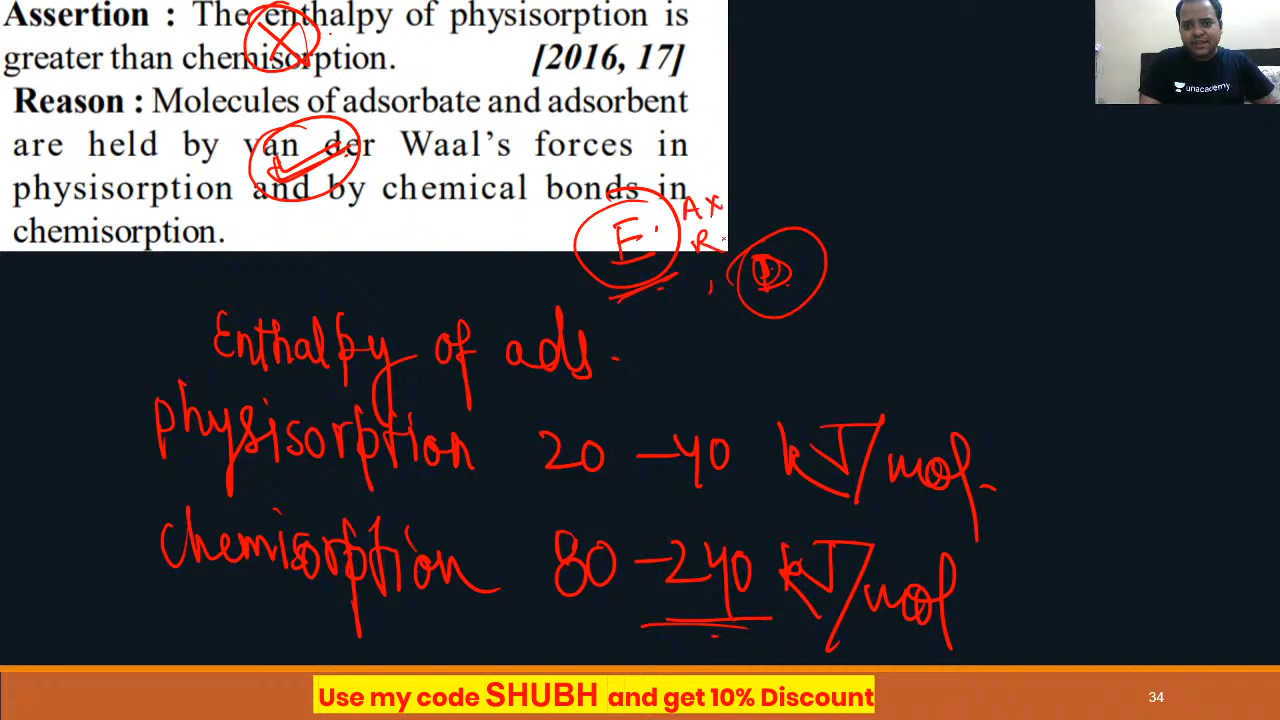 Assertion : The enthalpy of physisorption is
greater than chemisorption. [2016, 17]
Reason : Molecules of adsorbate and adsorbent
are held by van der Waal's forces in
physisorption and by chemical bonds in
chemisorption.
unacademy
E. A X
R
D
Enthalpy of ads.
physisorption 20 - 40 kJ/mol.
chemisorption 80 - 240 kJ/mol
Use my code SHUBH and get 10% Discount
34